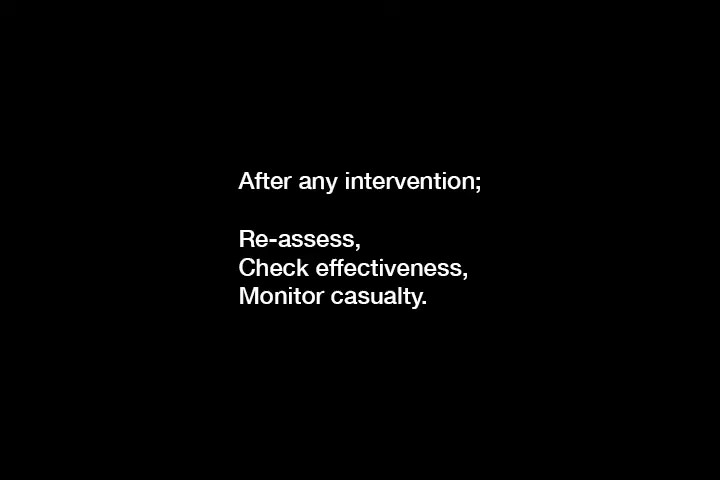 After any intervention;
Re-assess,
Check effectiveness,
Monitor casualty.